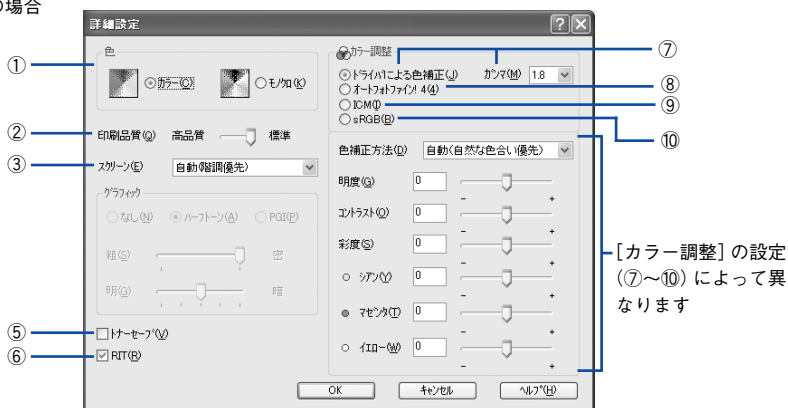 の場合
詳細設定
色
カラー(C)
モノクロ(K)
印刷品質(Q) 高品質 標準
スクリーン(E) 自動(階調優先)
グラフィック
なし(N) ハーフトーン(A) PGI(P)
粗(S) 密
明(G) 暗
トナーセーブ(V)
RIT(R)
カラー調整
ドライバによる色補正(J) ガンマ(M) 1.8
オートフォトファイン! 4(4)
ICM(I)
sRGB(B)
色補正方法(D) 自動(自然な色合い優先)
明度(G) 0
- +
コントラスト(O) 0
- +
彩度(S) 0
- +
シアン(Y) 0
- +
マゼンタ(T) 0
- +
イエロー(W) 0
- +
OK キャンセル ヘルプ(H)
①
②
③
⑤
⑥
⑦
⑧
⑨
⑩
[カラー調整]の設定
(⑦～⑩)によって異
なります